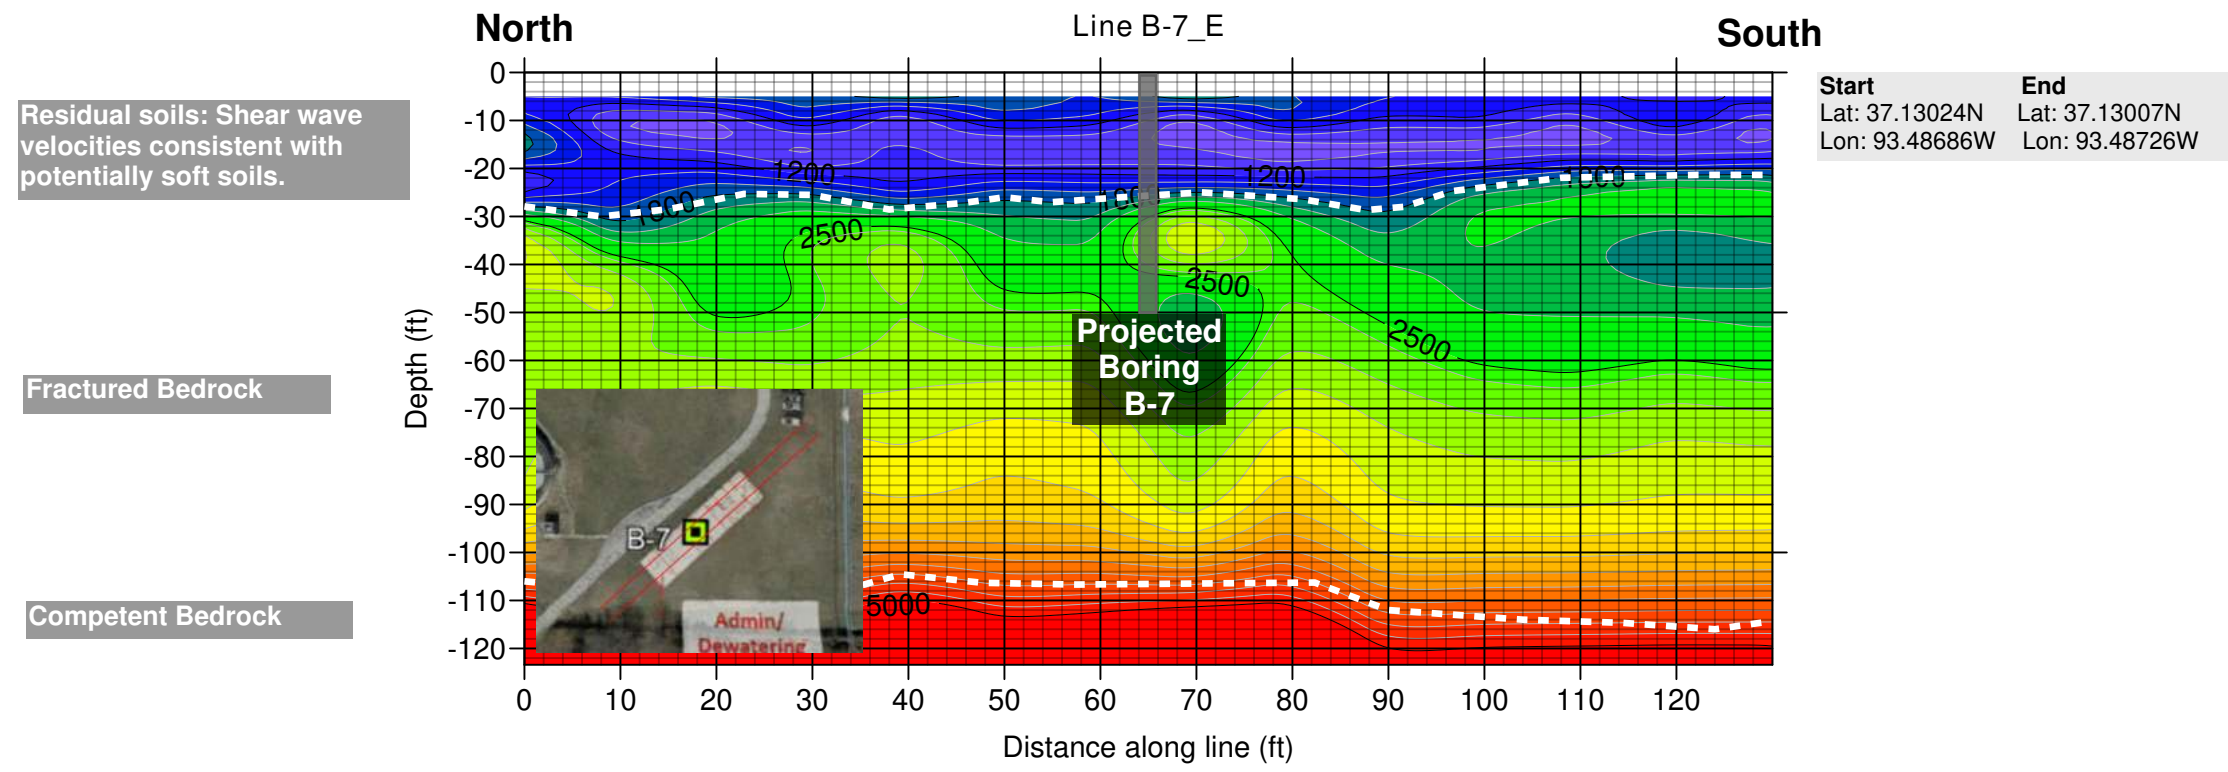 North
Line B-7_E
South
Start End
Lat: 37.13024N Lat: 37.13007N
Lon: 93.48686W Lon: 93.48726W
Residual soils: Shear wave
velocities consistent with
potentially soft soils.
Fractured Bedrock
Competent Bedrock
Depth (ft)
0
-10
-20
-30
-40
-50
-60
-70
-80
-90
-100
-110
-120
1200
1200
1000
1000
1000
2500
2500
2500
5000
Projected
Boring
B-7
B-7
Admin/
Dewatering
0 10 20 30 40 50 60 70 80 90 100 110 120
Distance along line (ft)